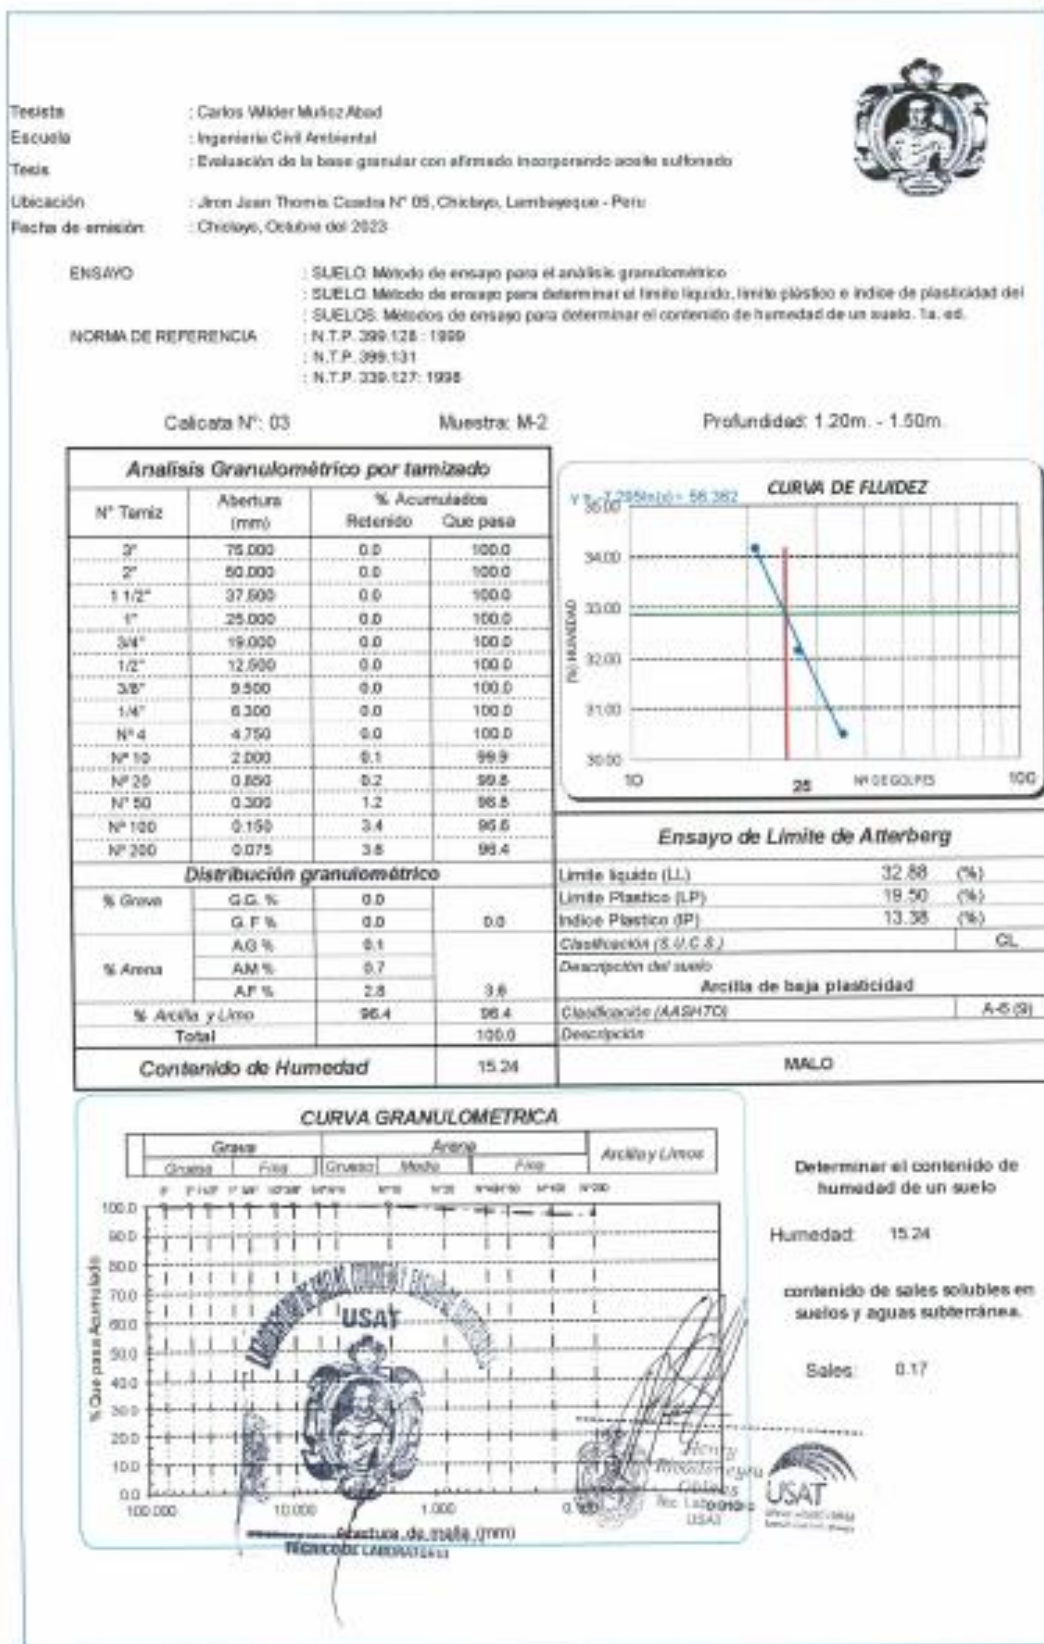 Tesista : Carlos Wilder Muñoz Abad
Escuela : Ingeniería Civil Ambiental
Tesis : Evaluación de la base granular con afirmado incorporando aceite sulfonado
Ubicación : Jiron Juan Thomis Cuadra N° 05, Chiclayo, Lambayeque - Peru
Fecha de emisión : Chiclayo, Octubre del 2023
ENSAYO : SUELO. Método de ensayo para el análisis granulométrico
: SUELO. Método de ensayo para determinar el límite líquido, límite plástico e índice de plasticidad del
: SUELOS. Métodos de ensayo para determinar el contenido de humedad de un suelo. 1a. ed.
NORMA DE REFERENCIA : N.T.P. 399.128 : 1999
: N.T.P. 399.131
: N.T.P. 339.127: 1998
Calicata N°: 03 Muestra: M-2 Profundidad: 1.20m. - 1.50m.
Analisis Granulométrico por tamizado
N° Tamiz Abertura (mm) % Acumulados
Retenido Que pasa
3" 75.000 0.0 100.0
2" 50.000 0.0 100.0
1 1/2" 37.500 0.0 100.0
1" 25.000 0.0 100.0
3/4" 19.000 0.0 100.0
1/2" 12.500 0.0 100.0
3/8" 9.500 0.0 100.0
1/4" 6.300 0.0 100.0
N° 4 4.750 0.0 100.0
N° 10 2.000 0.1 99.9
N° 20 0.850 0.2 99.8
N° 50 0.300 1.2 98.8
N° 100 0.150 3.4 96.6
N° 200 0.075 3.6 96.4
Distribución granulométrico
% Grava G.G. % 0.0
G.F % 0.0 0.0
% Arena A.G % 0.1
A.M % 0.7
A.F % 2.8 3.6
% Arcilla y Limo 96.4 96.4
Total 100.0
Contenido de Humedad 15.24
CURVA DE FLUIDEZ
y = -7.295ln(x) + 56.362
35.00
34.00
33.00
32.00
31.00
30.00
(%) HUMEDAD
10 25 N° DE GOLPES 100
Ensayo de Límite de Atterberg
Limite liquido (LL) 32.88 (%)
Limite Plastico (LP) 19.50 (%)
Indice Plastico (IP) 13.38 (%)
Clasificación (S.U.C.S.) CL
Descripción del suelo
Arcilla de baja plasticidad
Clasificación (AASHTO) A-6 (9)
Descripción
MALO
CURVA GRANULOMETRICA
Grava Arena Arcilla y Limos
Gruesa Fina Grueso Media Fina
100.0
90.0
80.0
70.0
60.0
50.0
40.0
30.0
20.0
10.0
0.0
% Que pasa Acumulado
100.000 10.000 1.000
Abertura de malla (mm)
USAT
TÉCNICO DE LABORATORIO
Henry
USAT
Determinar el contenido de
humedad de un suelo
Humedad: 15.24
contenido de sales solubles en
suelos y aguas subterránea.
Sales: 0.17
USAT